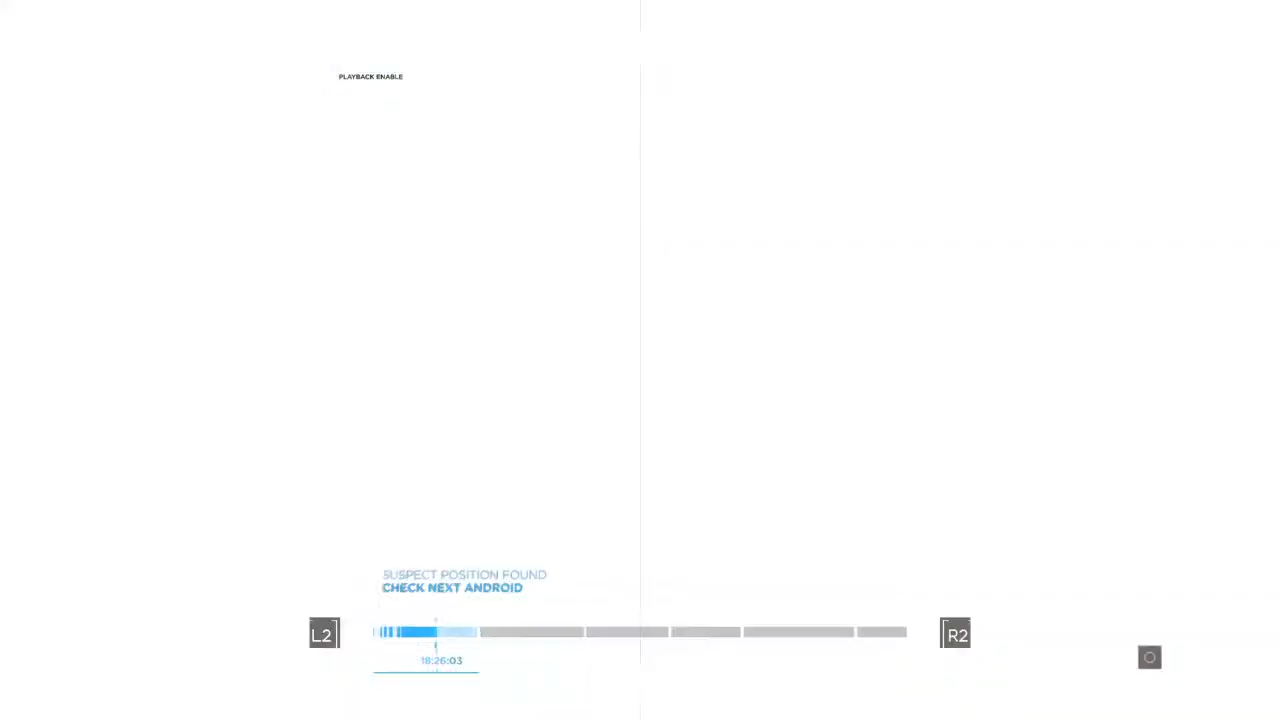 PLAYBACK ENABLE
SUSPECT POSITION FOUND
CHECK NEXT ANDROID
L2
R2
18:26:03